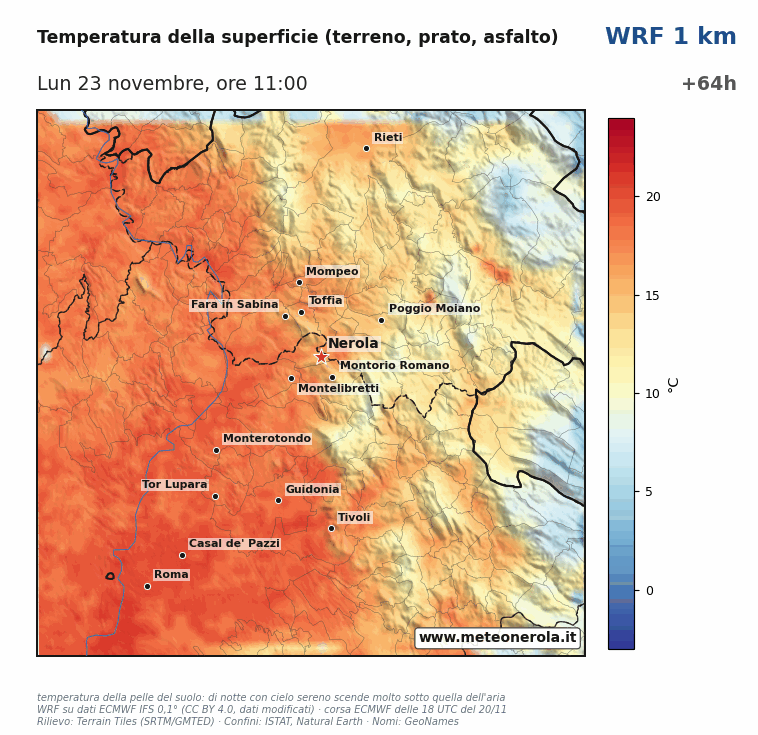 Temperatura della superficie (terreno, prato, asfalto)
WRF 1 km
Lun 23 novembre, ore 11:00
+64h
Rieti
Mompeo
Fara in Sabina
Toffia
Poggio Moiano
Nerola
Montorio Romano
Montelibretti
Monterotondo
Tor Lupara
Guidonia
Tivoli
Casal de' Pazzi
Roma
www.meteonerola.it
20
15
10
5
0
°C
temperatura della pelle del suolo: di notte con cielo sereno scende molto sotto quella dell'aria
WRF su dati ECMWF IFS 0,1° (CC BY 4.0, dati modificati) · corsa ECMWF delle 18 UTC del 20/11
Rilievo: Terrain Tiles (SRTM/GMTED) · Confini: ISTAT, Natural Earth · Nomi: GeoNames